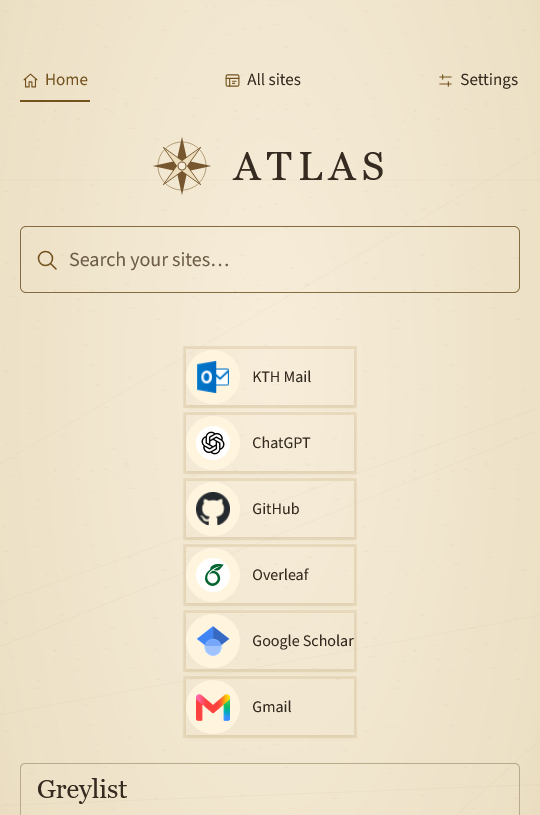 Home
All sites
Settings
ATLAS
Search your sites…
KTH Mail
ChatGPT
GitHub
Overleaf
Google Scholar
Gmail
Greylist